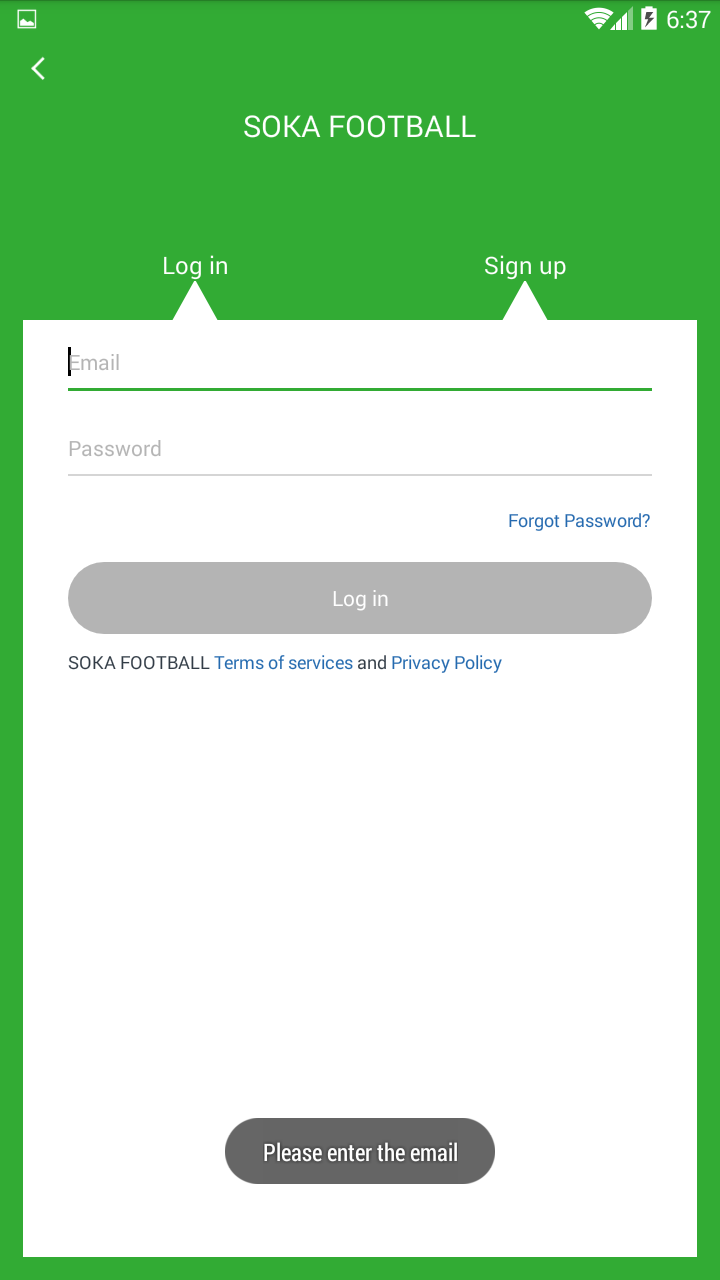 6:37
SOKA FOOTBALL
Log in
Sign up
Email
Password
Forgot Password?
Log in
SOKA FOOTBALL Terms of services and Privacy Policy
Please enter the email